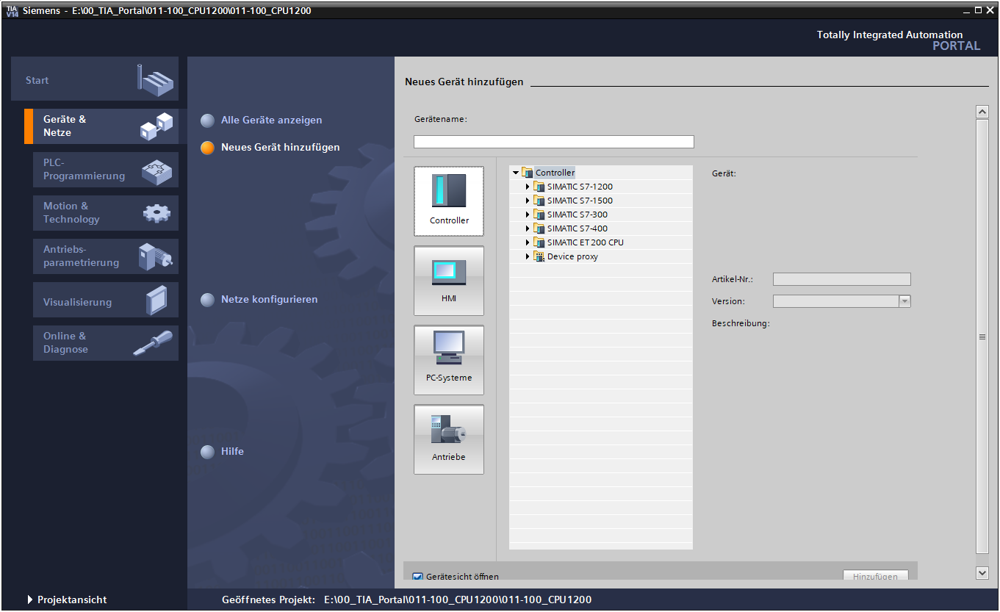 TIA V14
Siemens - E:\00_TIA_Portal\011-100_CPU1200\011-100_CPU1200
Totally Integrated Automation
PORTAL
Start
Geräte &
Netze
PLC-
Programmierung
Motion &
Technology
Antriebs-
parametrierung
Visualisierung
Online &
Diagnose
Alle Geräte anzeigen
Neues Gerät hinzufügen
Netze konfigurieren
Hilfe
Neues Gerät hinzufügen
Gerätename:
Controller
HMI
PC-Systeme
Antriebe
Controller
SIMATIC S7-1200
SIMATIC S7-1500
SIMATIC S7-300
SIMATIC S7-400
SIMATIC ET 200 CPU
Device proxy
Gerät:
Artikel-Nr.:
Version:
Beschreibung:
Gerätesicht öffnen
Hinzufügen
Projektansicht
Geöffnetes Projekt: E:\00_TIA_Portal\011-100_CPU1200\011-100_CPU1200